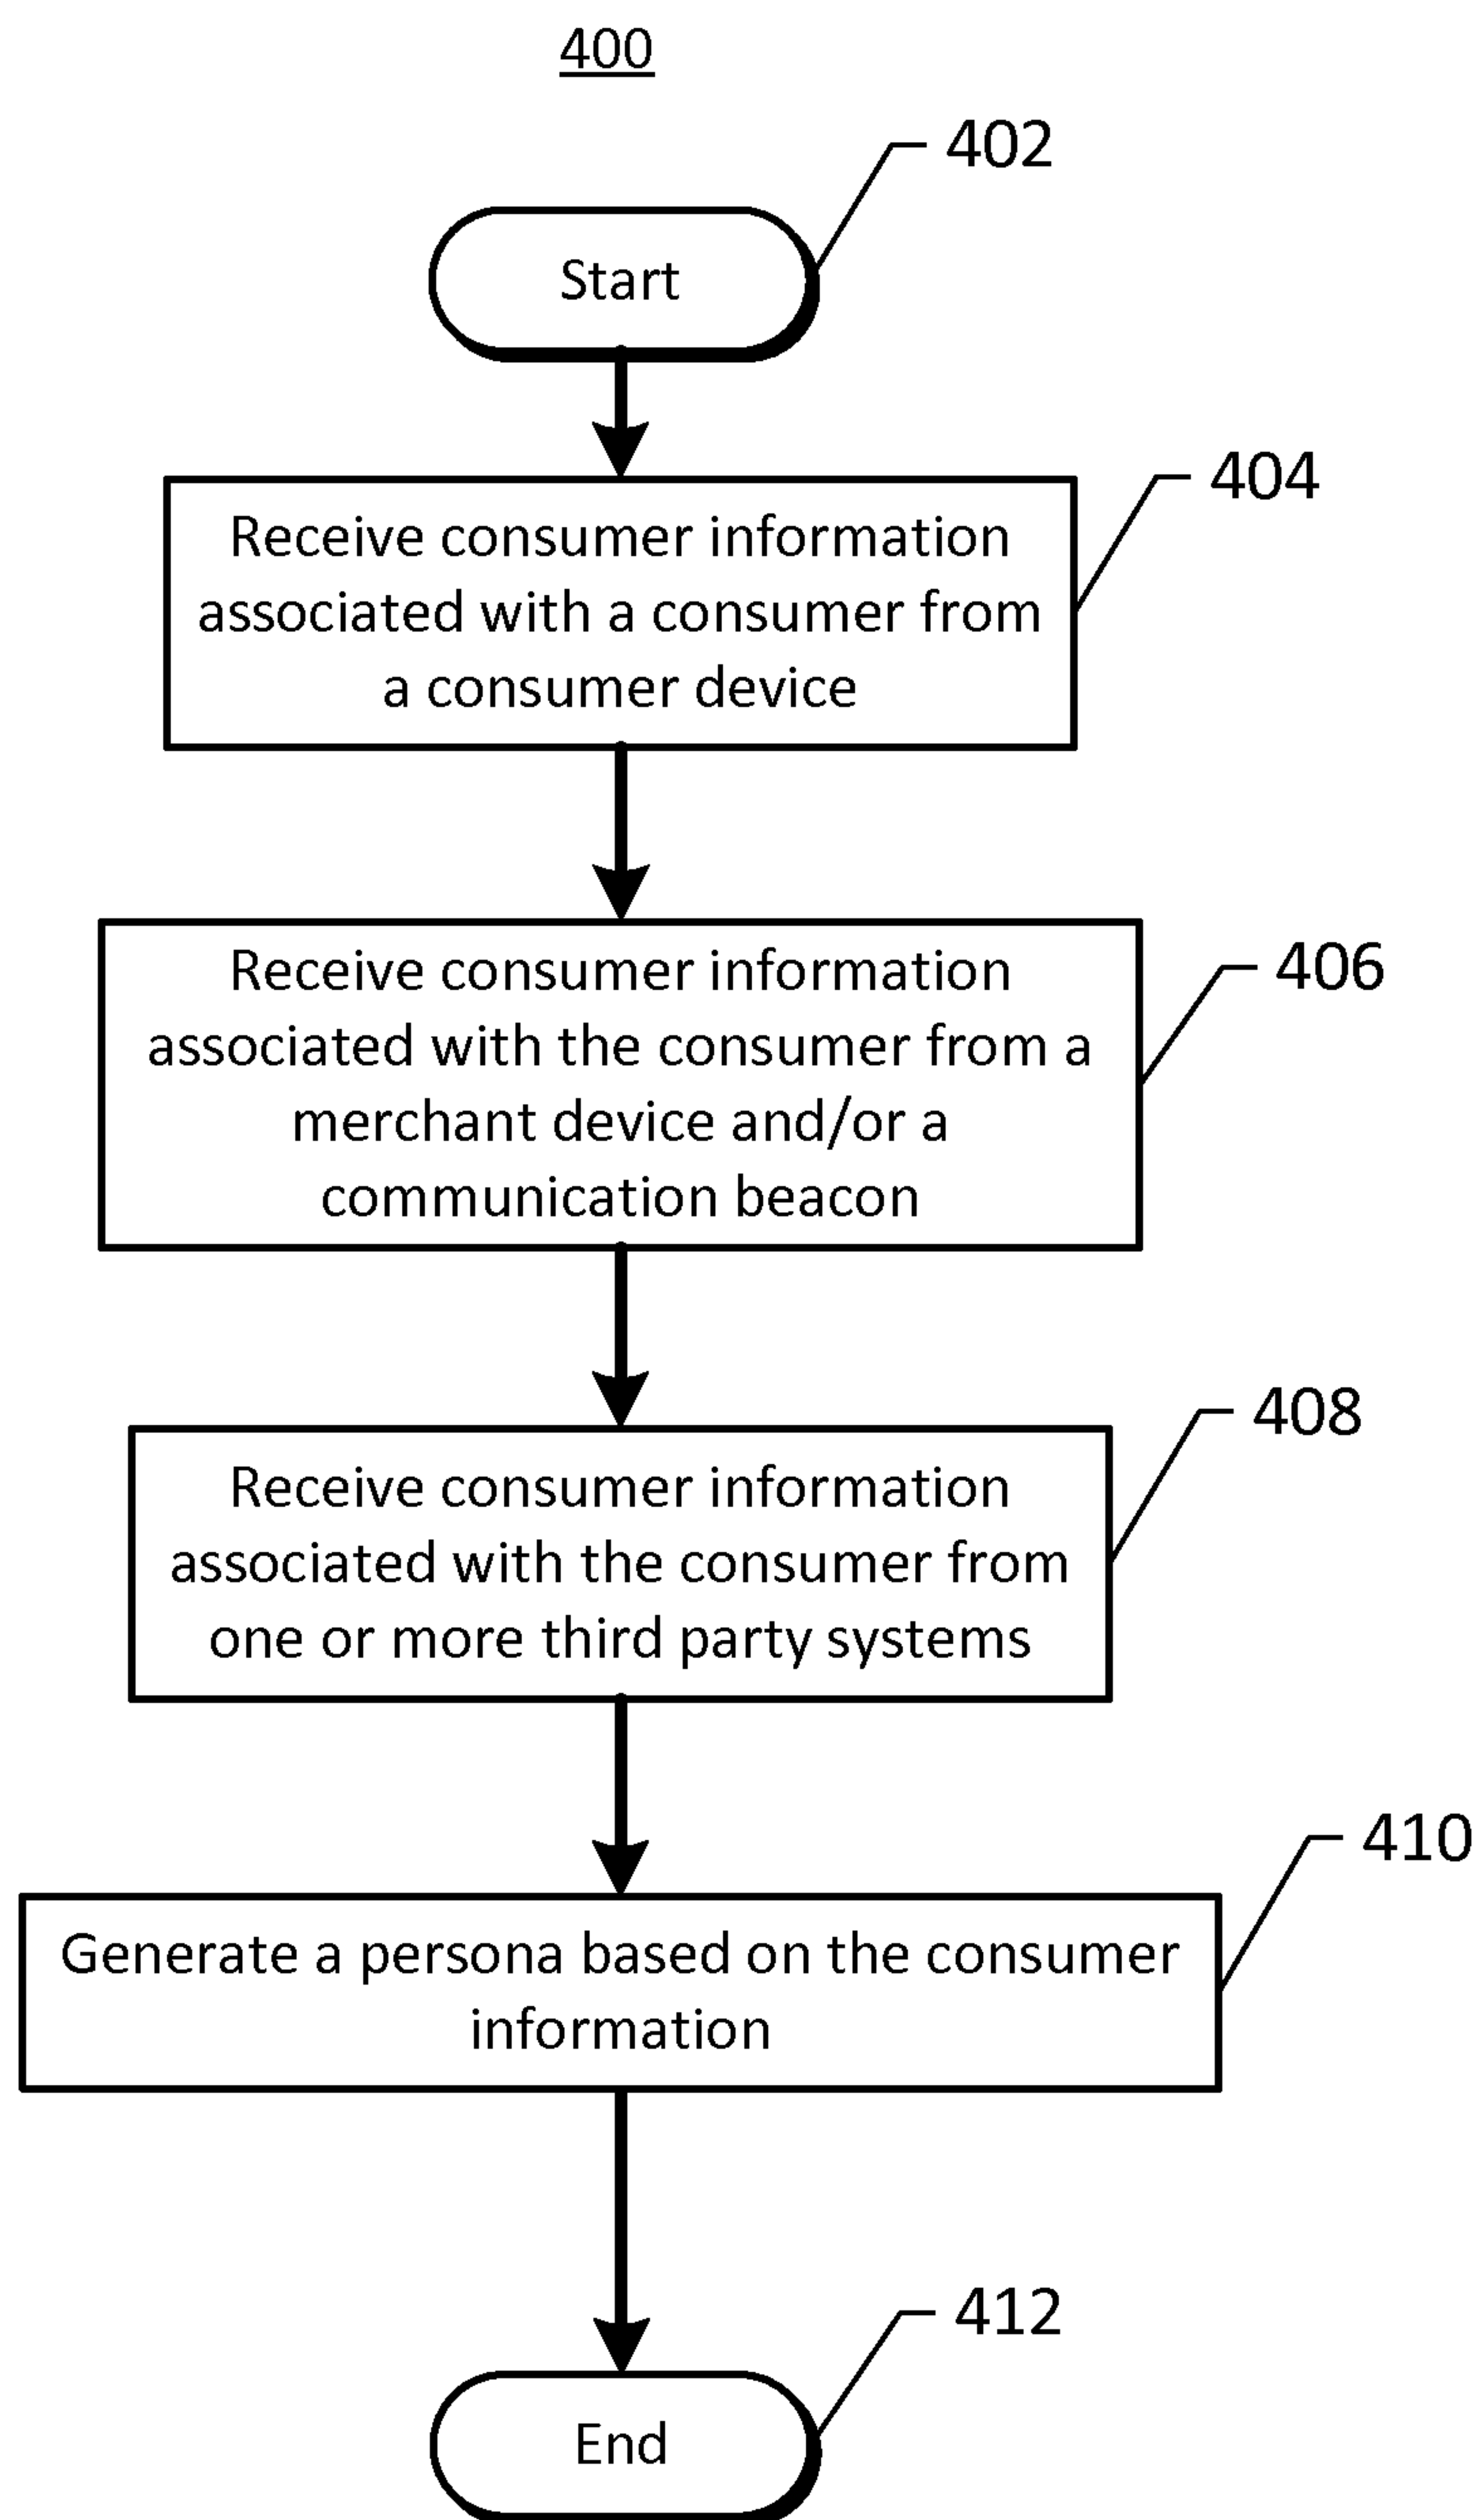 400
402
Start
404
Receive consumer information
associated with a consumer from
a consumer device
406
Receive consumer information
associated with the consumer from a
merchant device and/or a
communication beacon
408
Receive consumer information
associated with the consumer from
one or more third party systems
410
Generate a persona based on the consumer
information
412
End